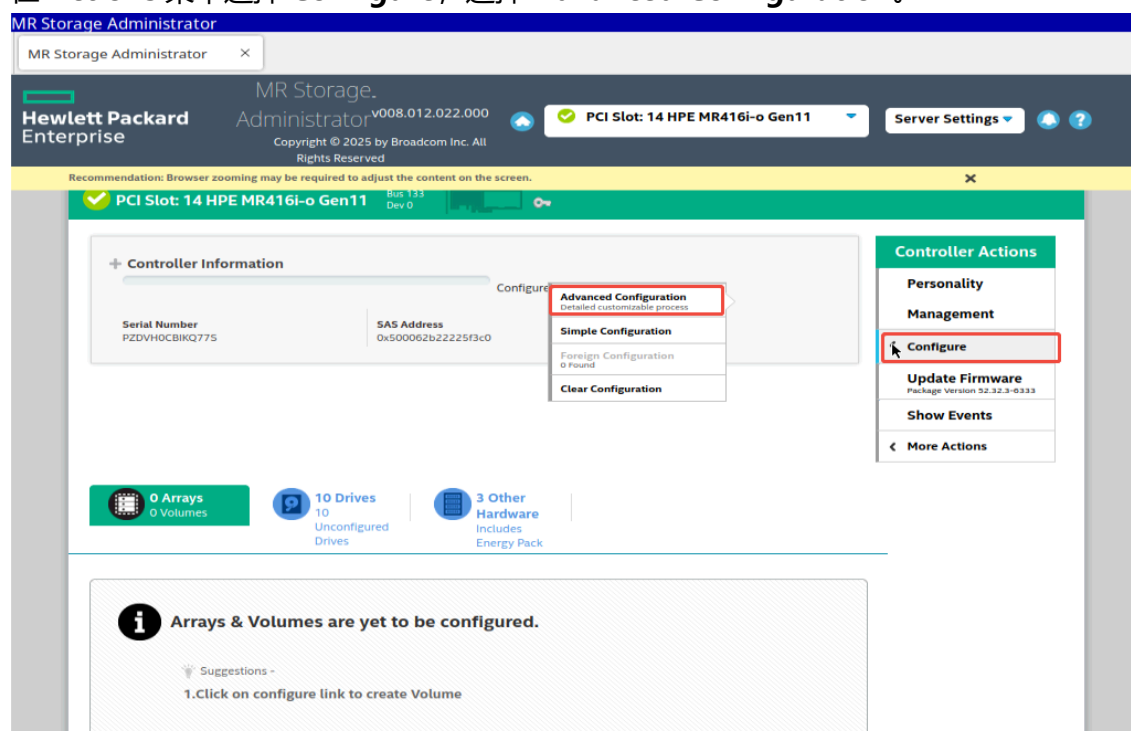 MR Storage Administrator
MR Storage Administrator ×
Hewlett Packard
Enterprise
MR Storage
Administrator v008.012.022.000
Copyright © 2025 by Broadcom Inc. All
Rights Reserved
PCI Slot: 14 HPE MR416i-o Gen11
Server Settings
Recommendation: Browser zooming may be required to adjust the content on the screen.
PCI Slot: 14 HPE MR416i-o Gen11
Bus 133
Dev 0
Controller Information
Configure
Serial Number
PZDVH0CBIKQ775
SAS Address
0x500062b22225f3c0
Advanced Configuration
Detailed customizable process
Simple Configuration
Foreign Configuration
0 Found
Clear Configuration
Controller Actions
Personality
Management
Configure
Update Firmware
Package Version 52.32.3-6333
Show Events
More Actions
0 Arrays
0 Volumes
10 Drives
10
Unconfigured
Drives
3 Other
Hardware
Includes
Energy Pack
Arrays & Volumes are yet to be configured.
Suggestions -
1.Click on configure link to create Volume